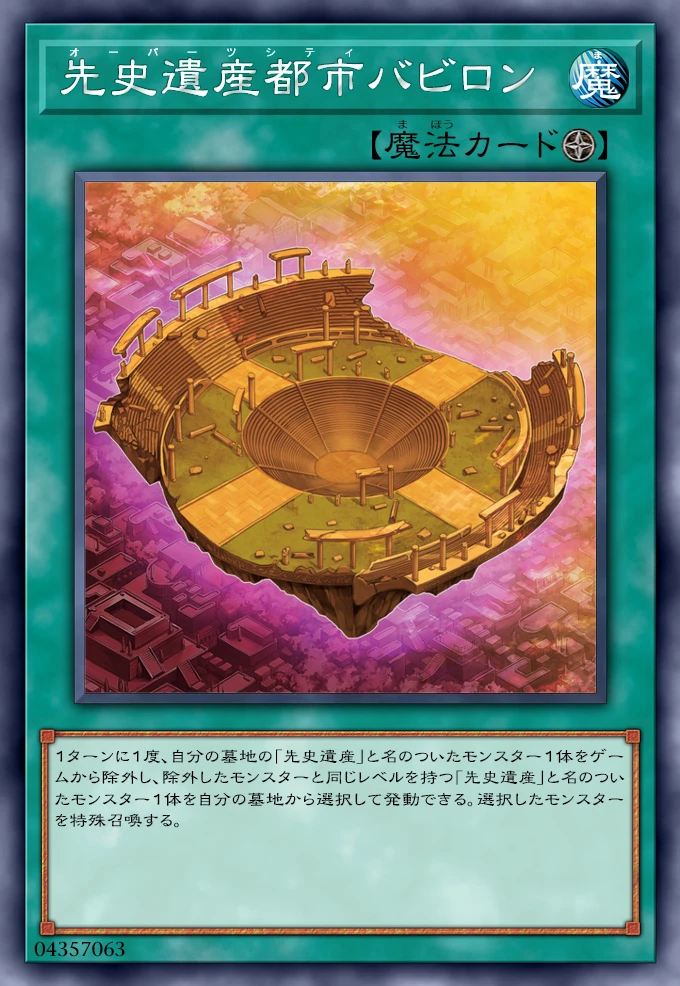 オーパーツシティ
先史遺産都市バビロン
魔
ま
まほう
【魔法カード】
1ターンに1度、自分の墓地の「先史遺産」と名のついたモンスター1体をゲ
ームから除外し、除外したモンスターと同じレベルを持つ「先史遺産」と名のつい
たモンスター1体を自分の墓地から選択して発動できる。選択したモンスター
を特殊召喚する。
04357063